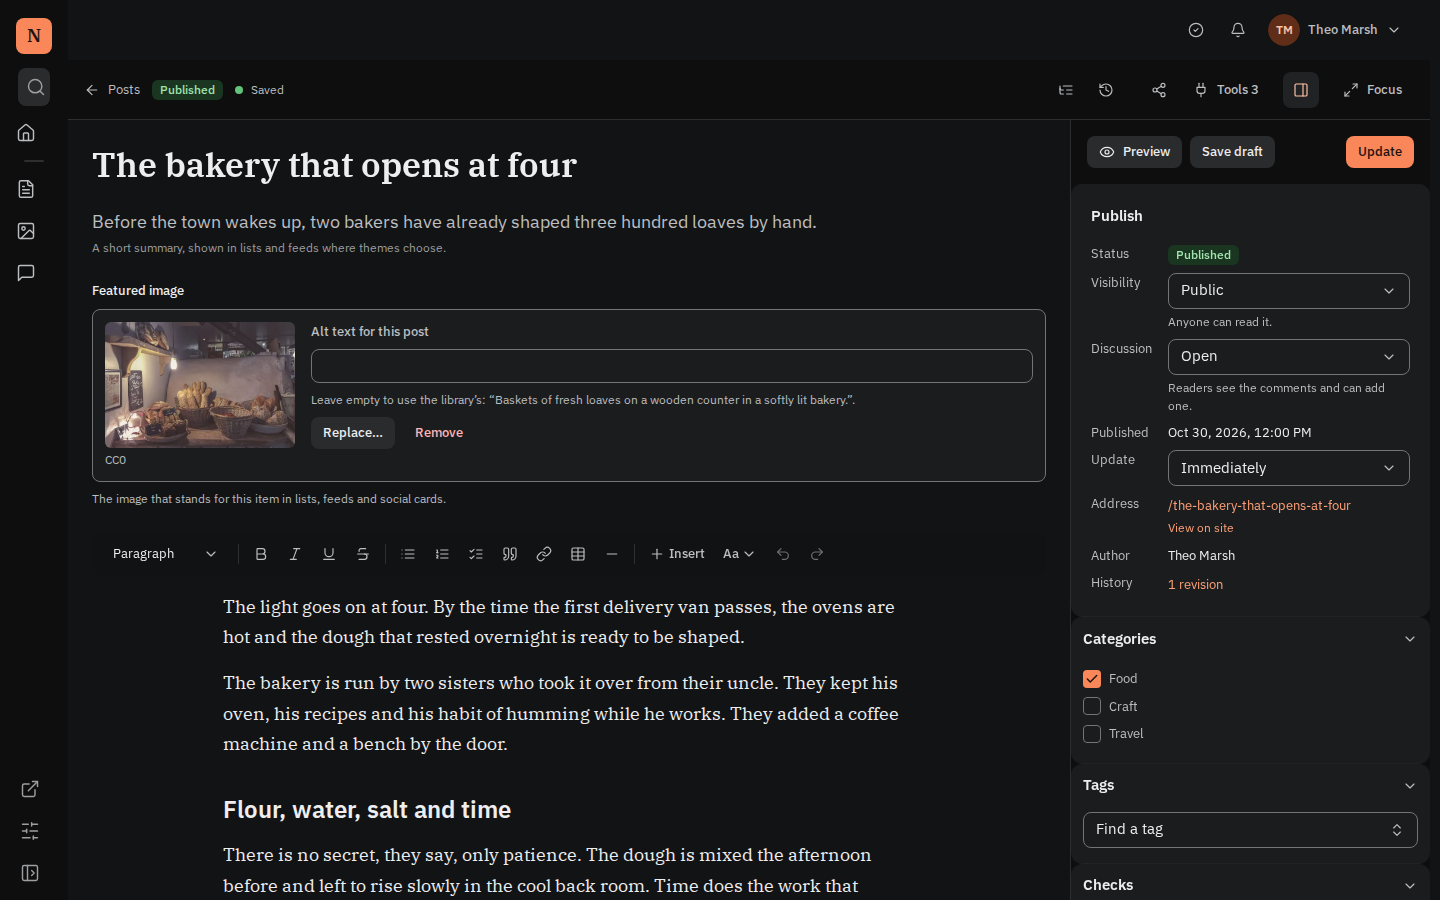 N
TM
Theo Marsh
Posts
Published
Saved
Tools 3
Focus
The bakery that opens at four
Before the town wakes up, two bakers have already shaped three hundred loaves by hand.
A short summary, shown in lists and feeds where themes choose.
Featured image
Alt text for this post
Leave empty to use the library’s: “Baskets of fresh loaves on a wooden counter in a softly lit bakery.”.
Replace...
Remove
CC0
The image that stands for this item in lists, feeds and social cards.
Paragraph
Insert
Aa
The light goes on at four. By the time the first delivery van passes, the ovens are
hot and the dough that rested overnight is ready to be shaped.
The bakery is run by two sisters who took it over from their uncle. They kept his
oven, his recipes and his habit of humming while he works. They added a coffee
machine and a bench by the door.
Flour, water, salt and time
There is no secret, they say, only patience. The dough is mixed the afternoon
before and left to rise slowly in the cool back room. Time does the work that
Preview
Save draft
Update
Publish
Status
Published
Visibility
Public
Anyone can read it.
Discussion
Open
Readers see the comments and can add
one.
Published
Oct 30, 2026, 12:00 PM
Update
Immediately
Address
/the-bakery-that-opens-at-four
View on site
Author
Theo Marsh
History
1 revision
Categories
Food
Craft
Travel
Tags
Find a tag
Checks